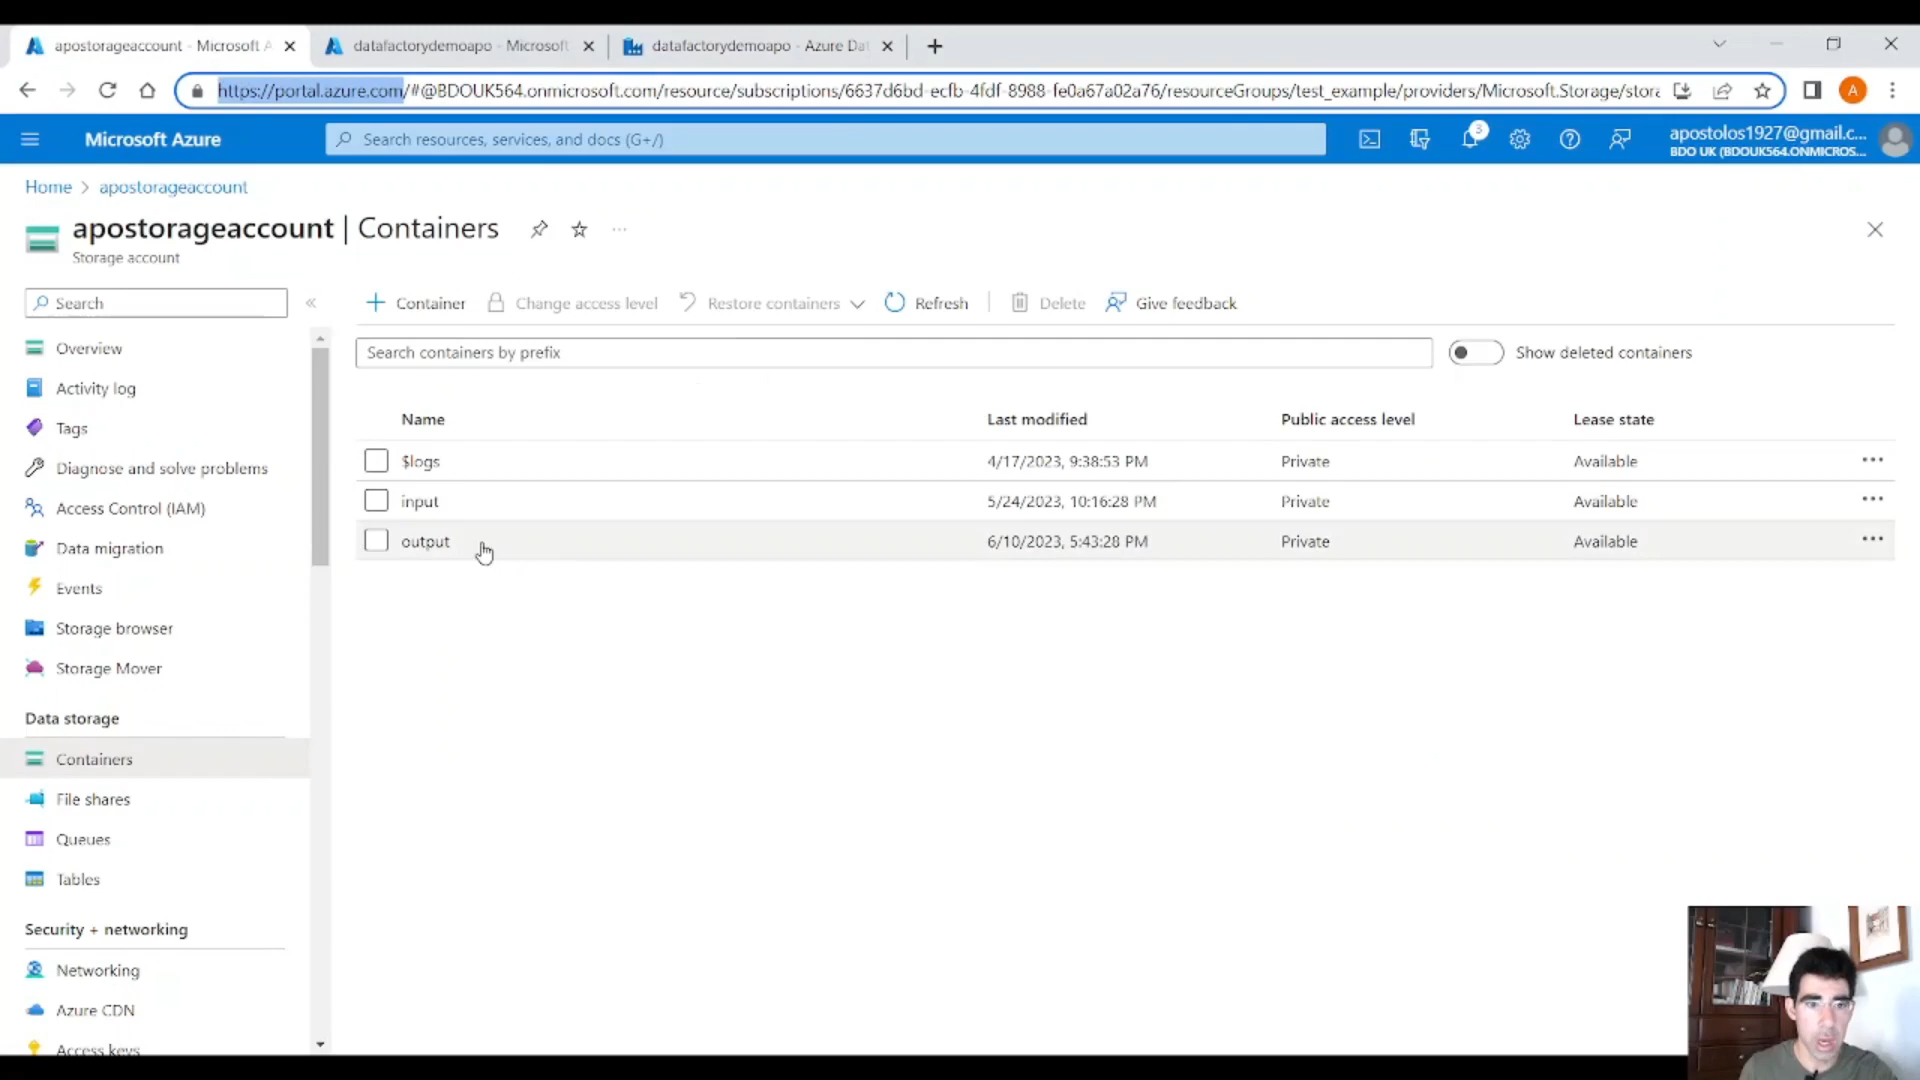 apostorageaccount - Microsoft A
datafactorydemoapo - Microsoft
datafactorydemoapo - Azure Dat
https://portal.azure.com/#@BDOUK564.onmicrosoft.com/resource/subscriptions/6637d6bd-ecfb-4fdf-8988-fe0a67a02a76/resourceGroups/test_example/providers/Microsoft.Storage/stora
A
Microsoft Azure
Search resources, services, and docs (G+/)
3
apostolos1927@gmail.c...
BDO UK (BDOUK564.ONMICROS...
Home > apostorageaccount
apostorageaccount | Containers
...
Storage account
Search
«
Container
Change access level
Restore containers
Refresh
Delete
Give feedback
Search containers by prefix
Show deleted containers
Overview
Activity log
Tags
Diagnose and solve problems
Access Control (IAM)
Data migration
Events
Storage browser
Storage Mover
Data storage
Containers
File shares
Queues
Tables
Security + networking
Networking
Azure CDN
Access keys
Name Last modified Public access level Lease state
$logs 4/17/2023, 9:38:53 PM Private Available ...
input 5/24/2023, 10:16:28 PM Private Available ...
output 6/10/2023, 5:43:28 PM Private Available ...